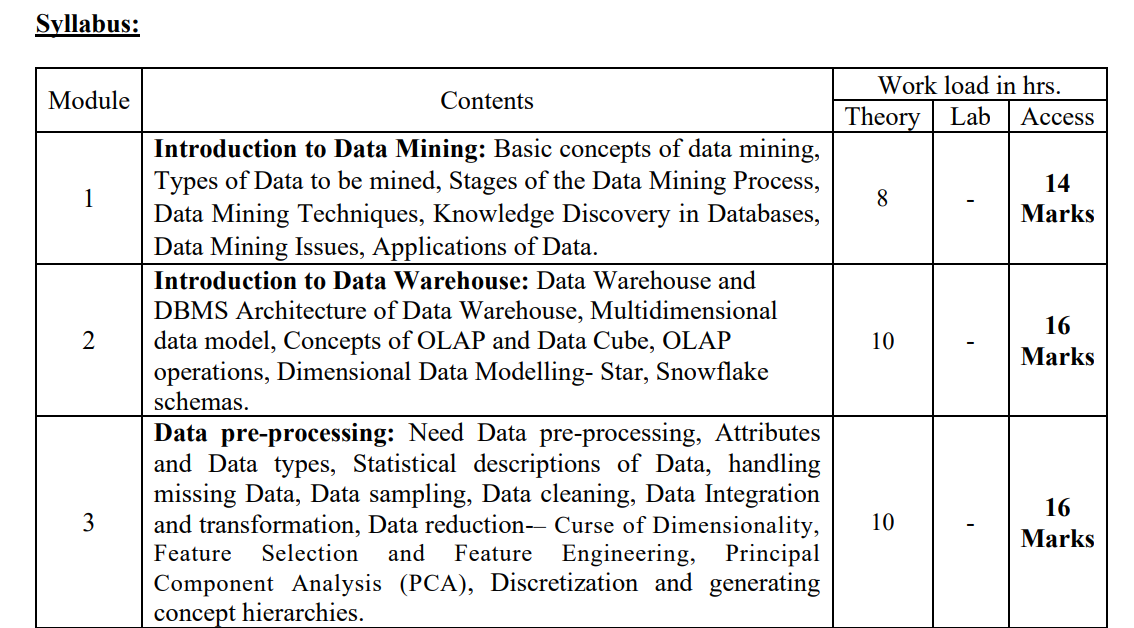 Syllabus:
Module
Contents
Work load in hrs.
Theory
Lab
Access
1
Introduction to Data Mining: Basic concepts of data mining,
Types of Data to be mined, Stages of the Data Mining Process,
Data Mining Techniques, Knowledge Discovery in Databases,
Data Mining Issues, Applications of Data.
8
-
14
Marks
2
Introduction to Data Warehouse: Data Warehouse and
DBMS Architecture of Data Warehouse, Multidimensional
data model, Concepts of OLAP and Data Cube, OLAP
operations, Dimensional Data Modelling- Star, Snowflake
schemas.
10
-
16
Marks
3
Data pre-processing: Need Data pre-processing, Attributes
and Data types, Statistical descriptions of Data, handling
missing Data, Data sampling, Data cleaning, Data Integration
and transformation, Data reduction-– Curse of Dimensionality,
Feature Selection and Feature Engineering, Principal
Component Analysis (PCA), Discretization and generating
concept hierarchies.
10
-
16
Marks